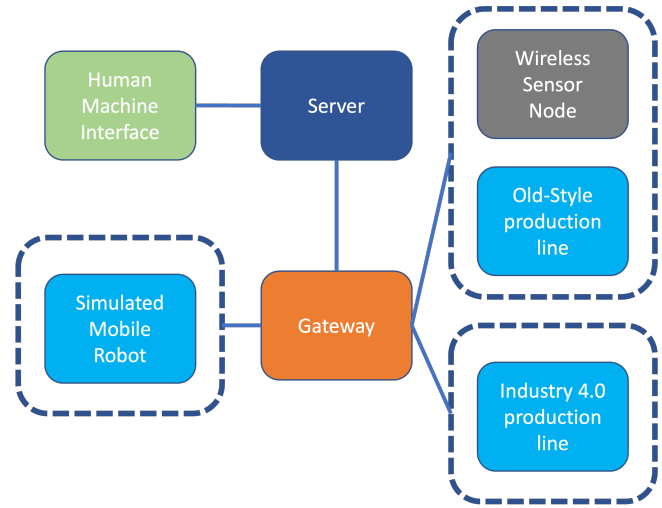 Human
Machine
Interface
Server
Wireless
Sensor
Node
Old-Style
production
line
Simulated
Mobile
Robot
Gateway
Industry 4.0
production
line